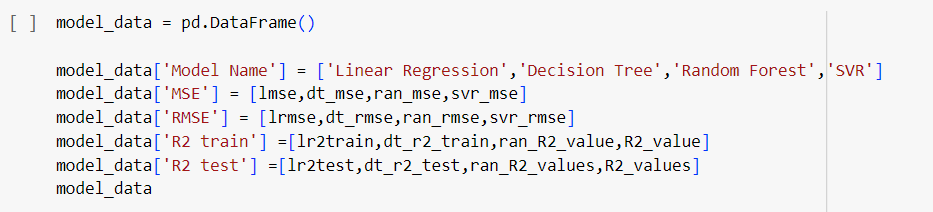 [ ] model_data = pd.DataFrame()
model_data['Model Name'] = ['Linear Regression','Decision Tree','Random Forest','SVR']
model_data['MSE'] = [lmse,dt_mse,ran_mse,svr_mse]
model_data['RMSE'] = [lrmse,dt_rmse,ran_rmse,svr_rmse]
model_data['R2 train'] =[lr2train,dt_r2_train,ran_R2_value,R2_value]
model_data['R2 test'] =[lr2test,dt_r2_test,ran_R2_values,R2_values]
model_data